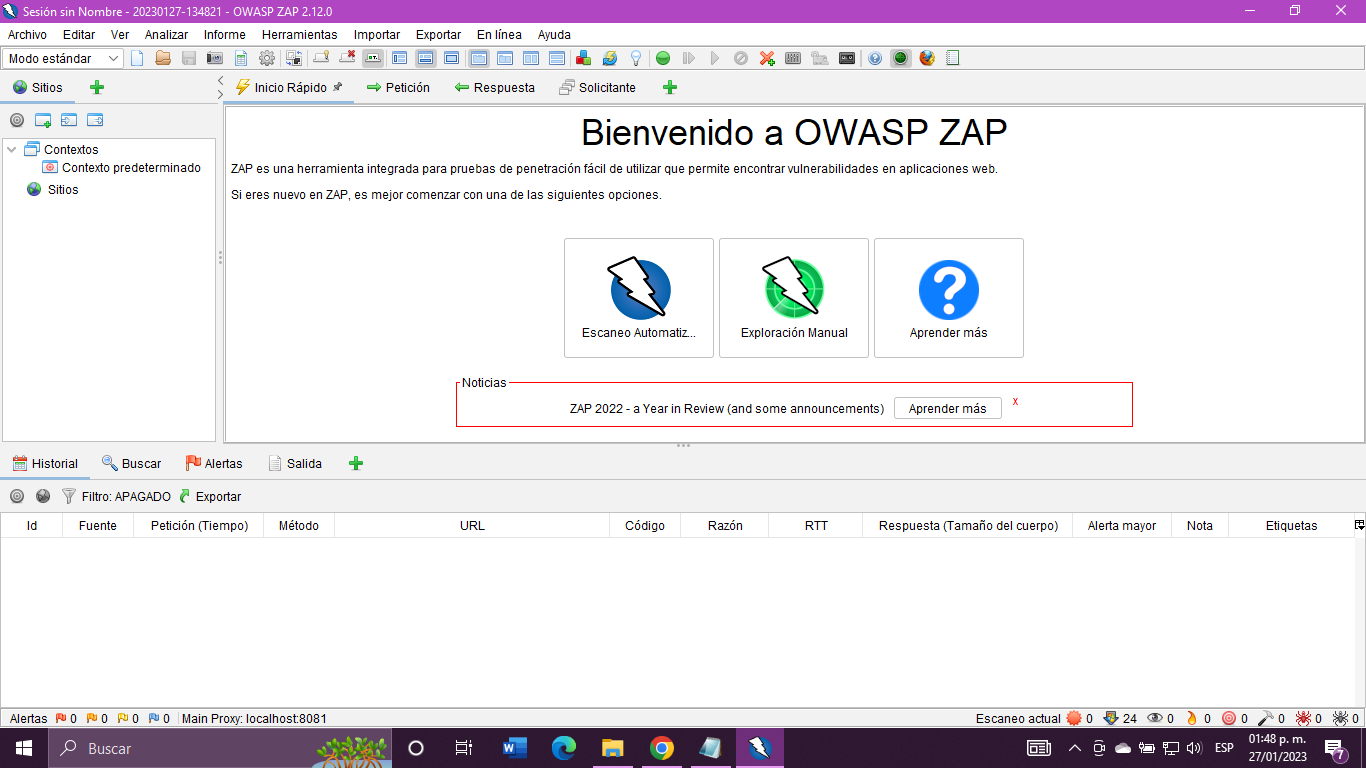 Sesión sin Nombre - 20230127-134821 - OWASP ZAP 2.12.0
Archivo Editar Ver Analizar Informe Herramientas Importar Exportar En línea Ayuda
Modo estándar
Sitios
Inicio Rápido Petición Respuesta Solicitante
Contextos
Contexto predeterminado
Sitios
Bienvenido a OWASP ZAP
ZAP es una herramienta integrada para pruebas de penetración fácil de utilizar que permite encontrar vulnerabilidades en aplicaciones web.
Si eres nuevo en ZAP, es mejor comenzar con una de las siguientes opciones.
Escaneo Automatiz... Exploración Manual Aprender más
Noticias
ZAP 2022 - a Year in Review (and some announcements) Aprender más x
Historial Buscar Alertas Salida
Filtro: APAGADO Exportar
Id Fuente Petición (Tiempo) Método URL Código Razón RTT Respuesta (Tamaño del cuerpo) Alerta mayor Nota Etiquetas
Alertas 0 0 0 0 Main Proxy: localhost:8081 Escaneo actual 0 24 0 0 0 0 0 0
Buscar
ESP
01:48 p. m.
27/01/2023
7